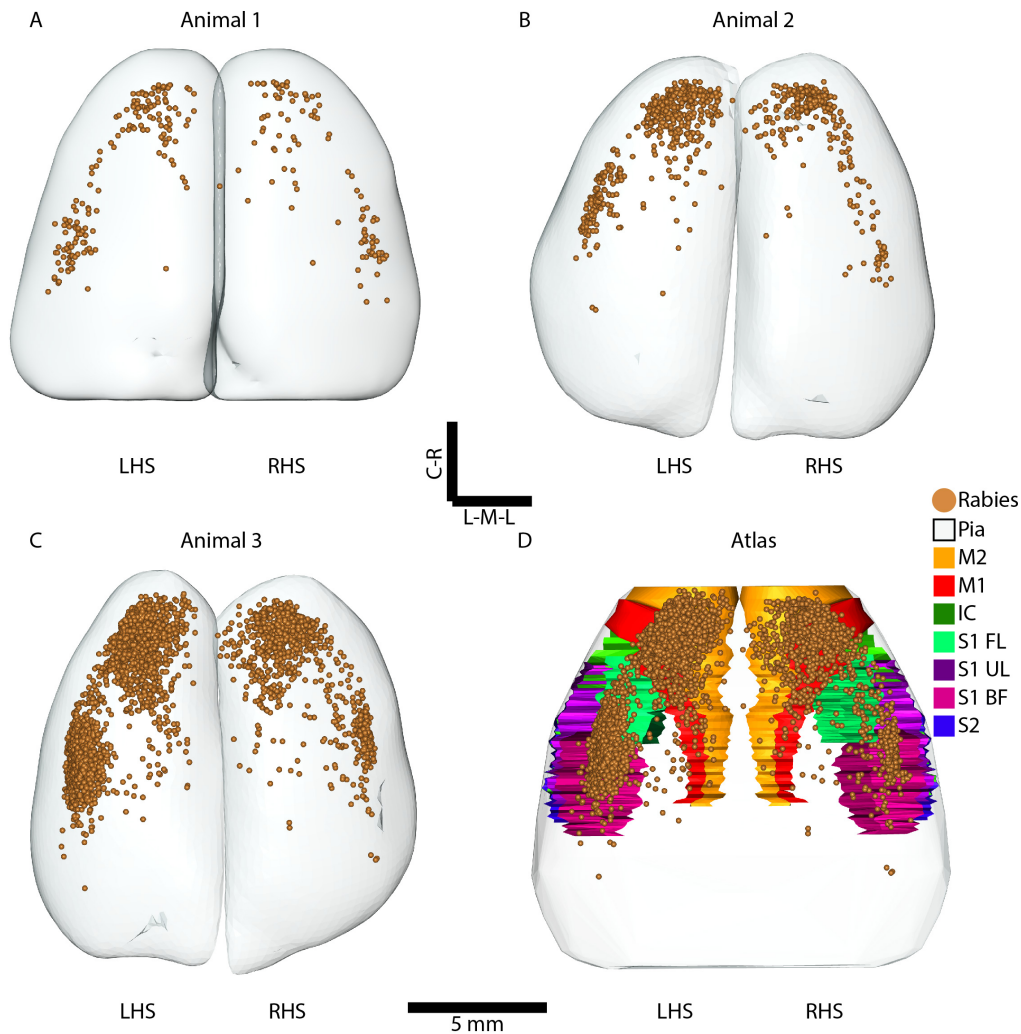 A Animal 1
B Animal 2
LHS RHS
C-R
L-M-L
LHS RHS
C Animal 3
D Atlas
Rabies
Pia
M2
M1
IC
S1 FL
S1 UL
S1 BF
S2
LHS RHS
5 mm
LHS RHS